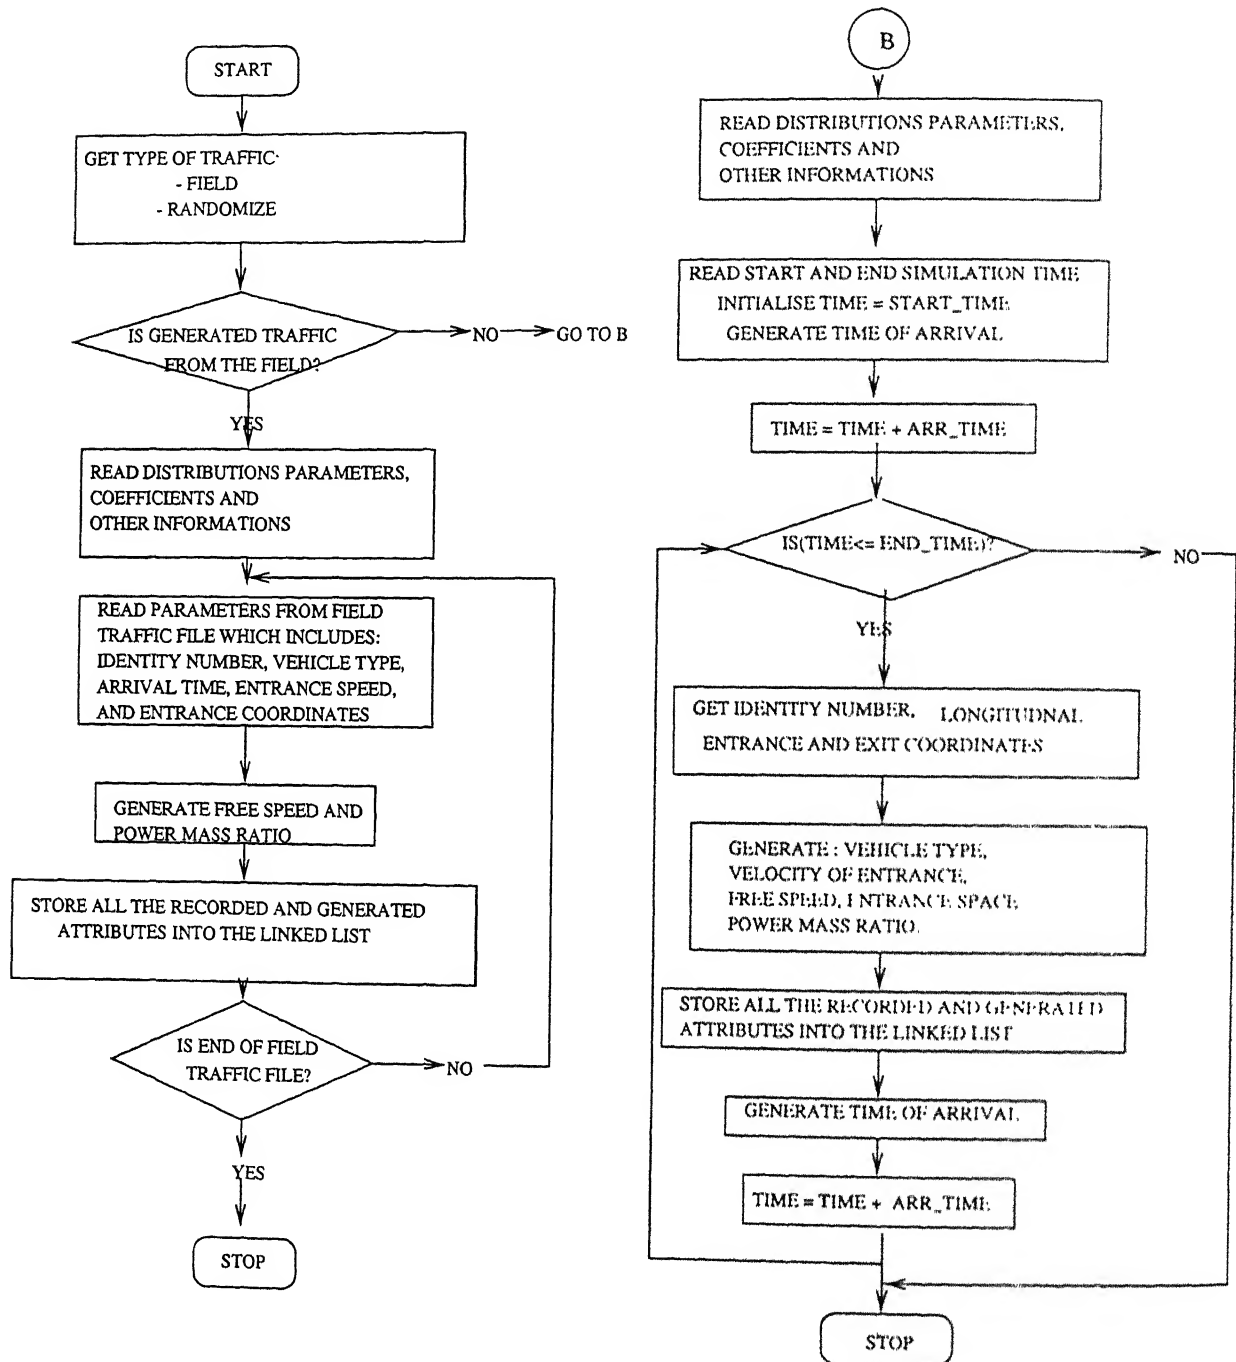 START
GET TYPE OF TRAFFIC:
- FIELD
- RANDOMIZE
IS GENERATED TRAFFIC
FROM THE FIELD?
NO
GO TO B
YES
READ DISTRIBUTIONS PARAMETERS,
COEFFICIENTS AND
OTHER INFORMATIONS
READ PARAMETERS FROM FIELD
TRAFFIC FILE WHICH INCLUDES:
IDENTITY NUMBER, VEHICLE TYPE,
ARRIVAL TIME, ENTRANCE SPEED,
AND ENTRANCE COORDINATES
GENERATE FREE SPEED AND
POWER MASS RATIO
STORE ALL THE RECORDED AND GENERATED
ATTRIBUTES INTO THE LINKED LIST
IS END OF FIELD
TRAFFIC FILE?
NO
YES
STOP
B
READ DISTRIBUTIONS PARAMETERS,
COEFFICIENTS AND
OTHER INFORMATIONS
READ START AND END SIMULATION TIME
INITIALISE TIME = START_TIME
GENERATE TIME OF ARRIVAL
TIME = TIME + ARR_TIME
IS(TIME<= END_TIME)?
NO
YES
GET IDENTITY NUMBER, LONGITUDNAL
ENTRANCE AND EXIT COORDINATES
GENERATE : VEHICLE TYPE,
VELOCITY OF ENTRANCE,
FREE SPEED, ENTRANCE SPACE,
POWER MASS RATIO.
STORE ALL THE RECORDED AND GENERATED
ATTRIBUTES INTO THE LINKED LIST
GENERATE TIME OF ARRIVAL
TIME = TIME + ARR_TIME
STOP